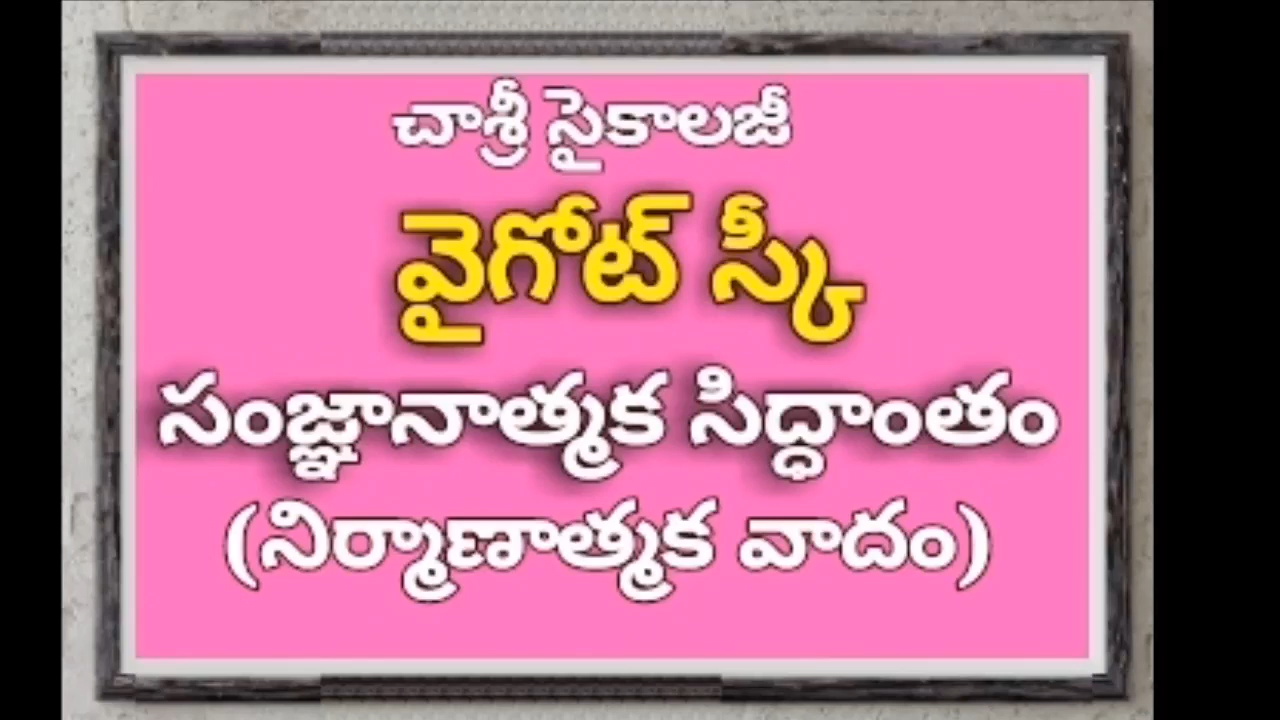 చాశ్రీ సైకాలజీ
వైగోట్ స్కీ
సంజ్ఞానాత్మక సిద్ధాంతం
(నిర్మాణాత్మక వాదం)